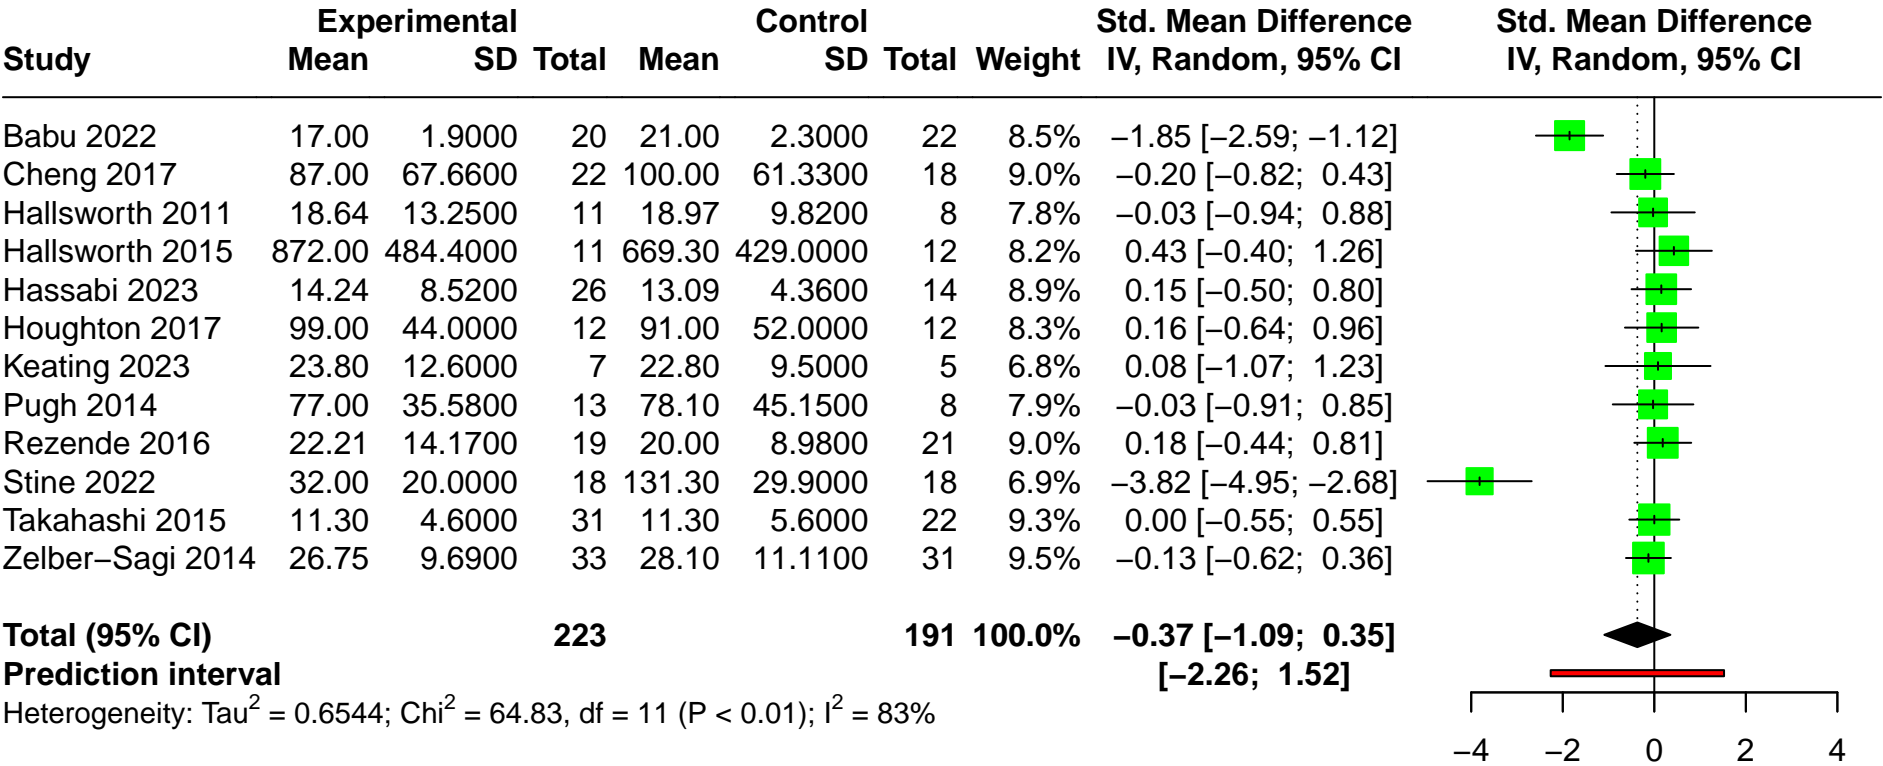 Experimental Control Std. Mean Difference Std. Mean Difference
Study Mean SD Total Mean SD Total Weight IV, Random, 95% CI IV, Random, 95% CI
Babu 2022 17.00 1.9000 20 21.00 2.3000 22 8.5% −1.85 [−2.59; −1.12]
Cheng 2017 87.00 67.6600 22 100.00 61.3300 18 9.0% −0.20 [−0.82; 0.43]
Hallsworth 2011 18.64 13.2500 11 18.97 9.8200 8 7.8% −0.03 [−0.94; 0.88]
Hallsworth 2015 872.00 484.4000 11 669.30 429.0000 12 8.2% 0.43 [−0.40; 1.26]
Hassabi 2023 14.24 8.5200 26 13.09 4.3600 14 8.9% 0.15 [−0.50; 0.80]
Houghton 2017 99.00 44.0000 12 91.00 52.0000 12 8.3% 0.16 [−0.64; 0.96]
Keating 2023 23.80 12.6000 7 22.80 9.5000 5 6.8% 0.08 [−1.07; 1.23]
Pugh 2014 77.00 35.5800 13 78.10 45.1500 8 7.9% −0.03 [−0.91; 0.85]
Rezende 2016 22.21 14.1700 19 20.00 8.9800 21 9.0% 0.18 [−0.44; 0.81]
Stine 2022 32.00 20.0000 18 131.30 29.9000 18 6.9% −3.82 [−4.95; −2.68]
Takahashi 2015 11.30 4.6000 31 11.30 5.6000 22 9.3% 0.00 [−0.55; 0.55]
Zelber−Sagi 2014 26.75 9.6900 33 28.10 11.1100 31 9.5% −0.13 [−0.62; 0.36]
Total (95% CI) 223 191 100.0% −0.37 [−1.09; 0.35]
Prediction interval [−2.26; 1.52]
Heterogeneity: Tau² = 0.6544; Chi² = 64.83, df = 11 (P < 0.01); I² = 83%
−4 −2 0 2 4